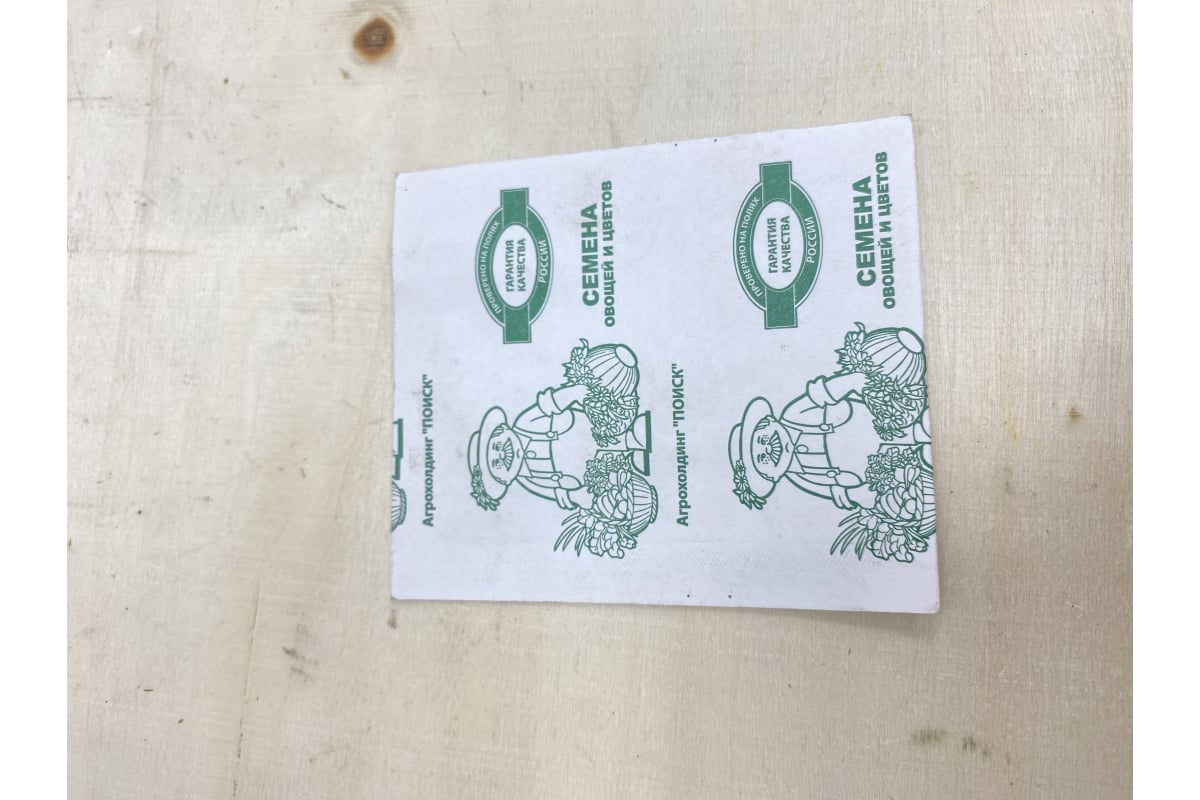 Агрохолдинг "ПОИСК"
ПРОВЕРЕНО НА ПОЛЯХ
ГАРАНТИЯ
КАЧЕСТВА
РОССИИ
СЕМЕНА
ОВОЩЕЙ И ЦВЕТОВ
Агрохолдинг "ПОИСК"
ПРОВЕРЕНО НА ПОЛЯХ
ГАРАНТИЯ
КАЧЕСТВА
РОССИИ
СЕМЕНА
ОВОЩЕЙ И ЦВЕТОВ